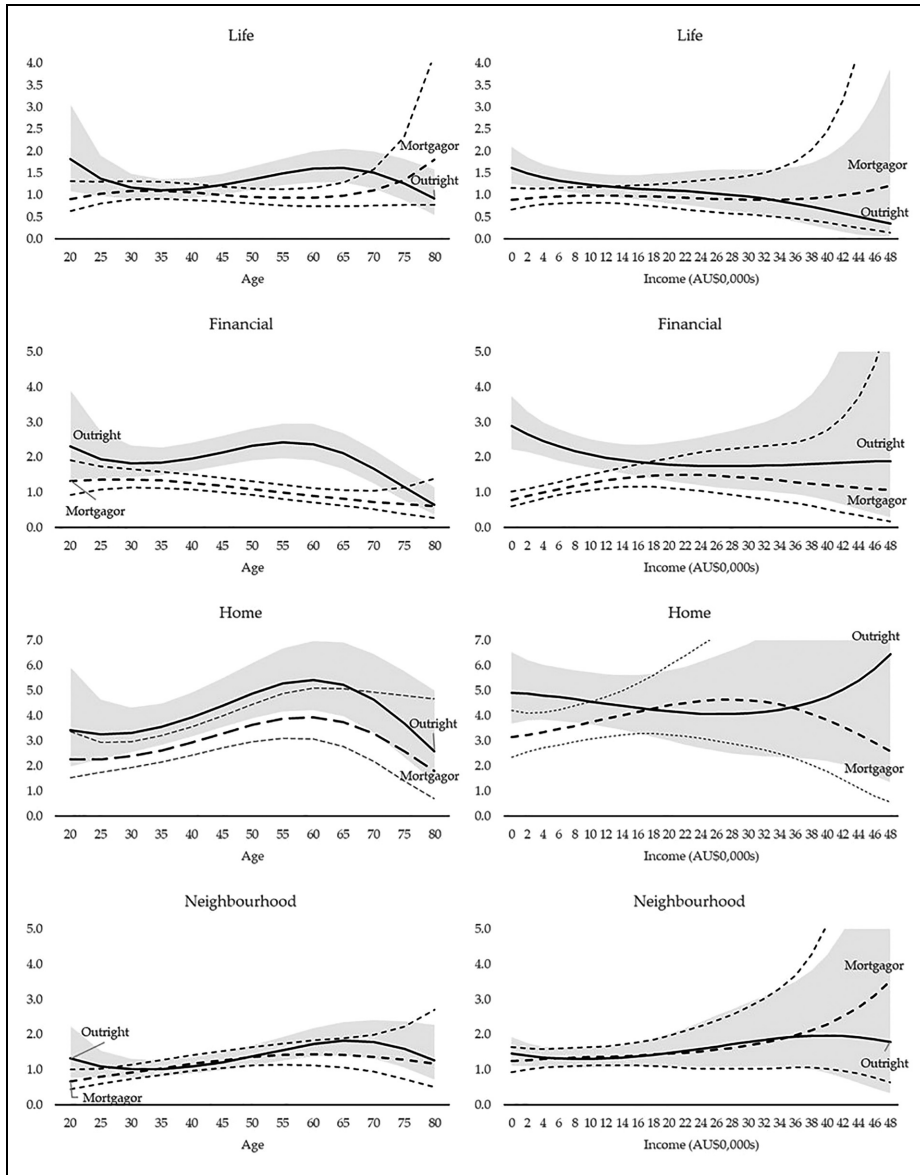 Life
4.0
3.5
3.0
2.5
2.0
1.5
1.0
0.5
0.0
Mortgagor
Outright
20 25 30 35 40 45 50 55 60 65 70 75 80
Age
Life
4.0
3.5
3.0
2.5
2.0
1.5
1.0
0.5
0.0
Mortgagor
Outright
0 2 4 6 8 10 12 14 16 18 20 22 24 26 28 30 32 34 36 38 40 42 44 46 48
Income (AU$0,000s)
Financial
5.0
4.0
3.0
2.0
1.0
0.0
Outright
Mortgagor
20 25 30 35 40 45 50 55 60 65 70 75 80
Age
Financial
5.0
4.0
3.0
2.0
1.0
0.0
Outright
Mortgagor
0 2 4 6 8 10 12 14 16 18 20 22 24 26 28 30 32 34 36 38 40 42 44 46 48
Income (AU$0,000s)
Home
7.0
6.0
5.0
4.0
3.0
2.0
1.0
0.0
Outright
Mortgagor
20 25 30 35 40 45 50 55 60 65 70 75 80
Age
Home
7.0
6.0
5.0
4.0
3.0
2.0
1.0
0.0
Outright
Mortgagor
0 2 4 6 8 10 12 14 16 18 20 22 24 26 28 30 32 34 36 38 40 42 44 46 48
Income (AU$0,000s)
Neighbourhood
5.0
4.0
3.0
2.0
1.0
0.0
Outright
Mortgagor
20 25 30 35 40 45 50 55 60 65 70 75 80
Age
Neighbourhood
5.0
4.0
3.0
2.0
1.0
0.0
Mortgagor
Outright
0 2 4 6 8 10 12 14 16 18 20 22 24 26 28 30 32 34 36 38 40 42 44 46 48
Income (AU$0,000s)